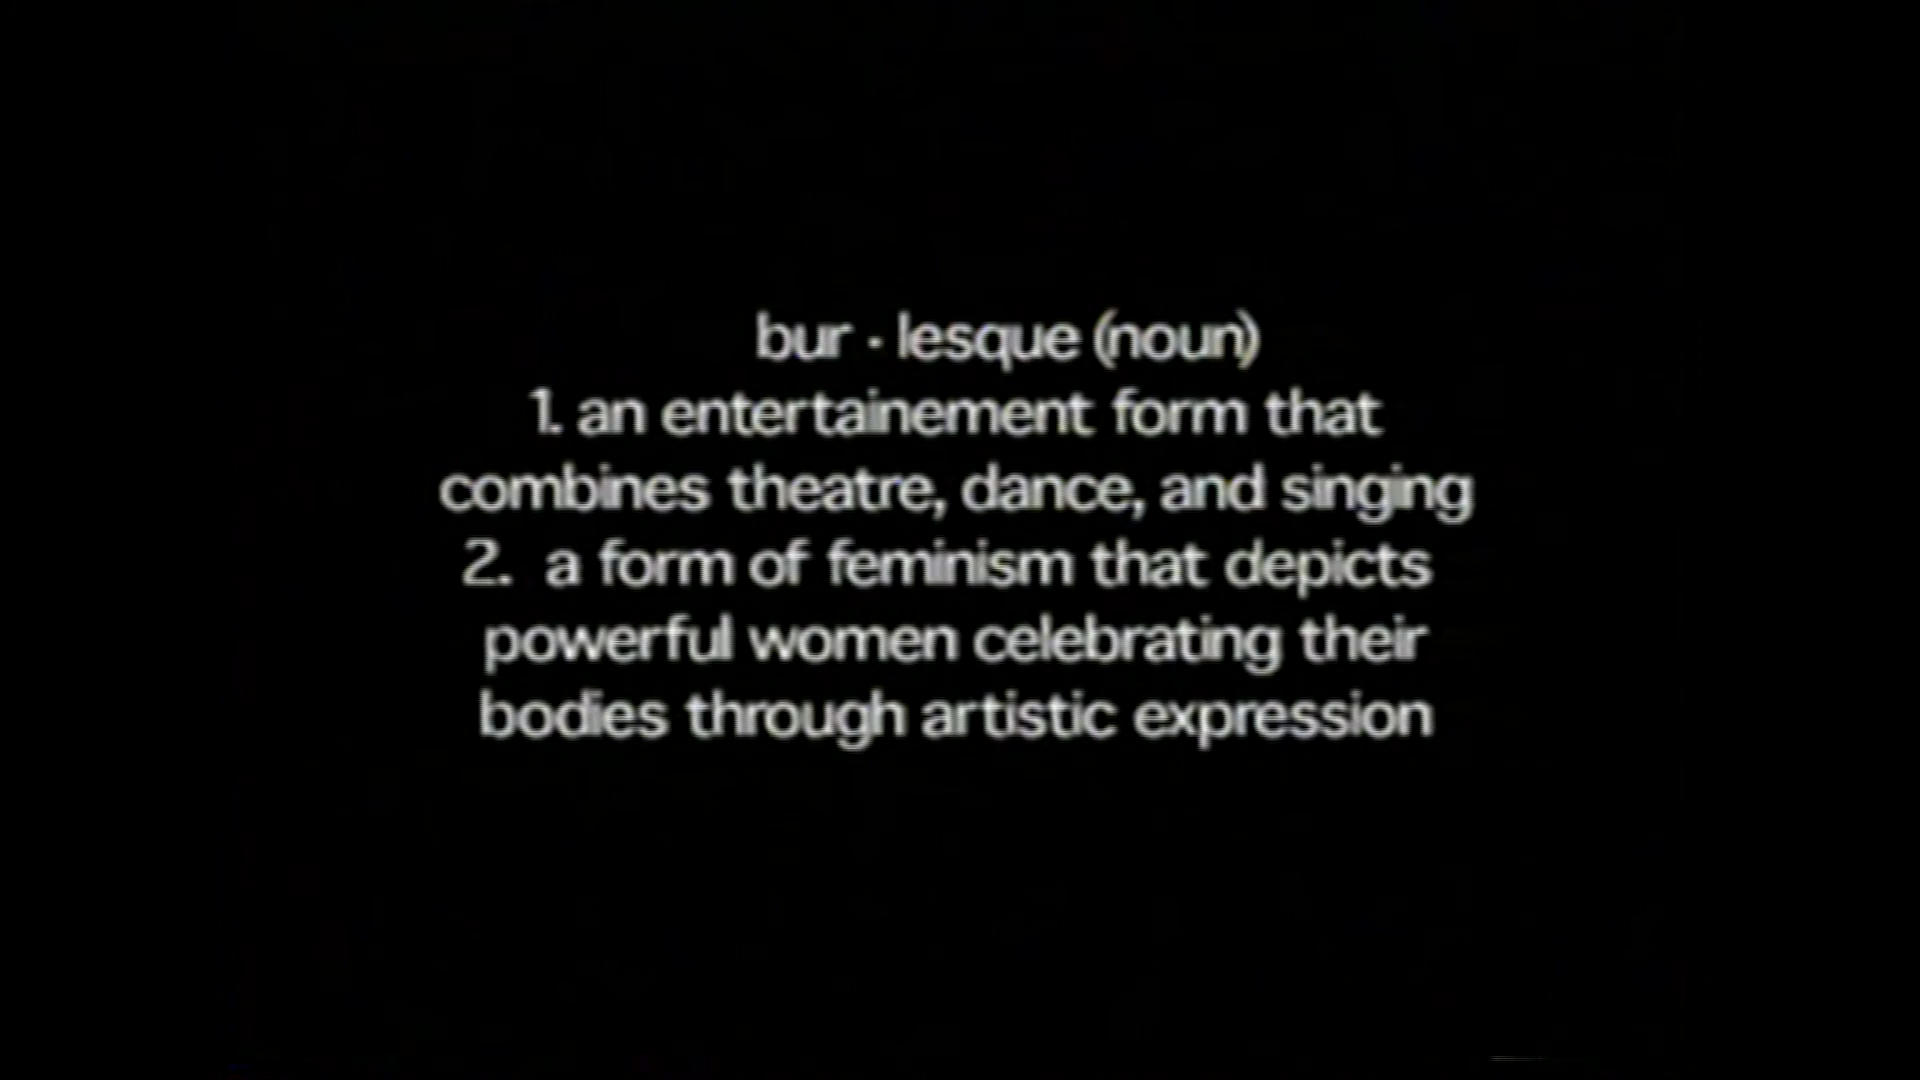 bur · lesque (noun)
1. an entertainement form that
combines theatre, dance, and singing
2. a form of feminism that depicts
powerful women celebrating their
bodies through artistic expression